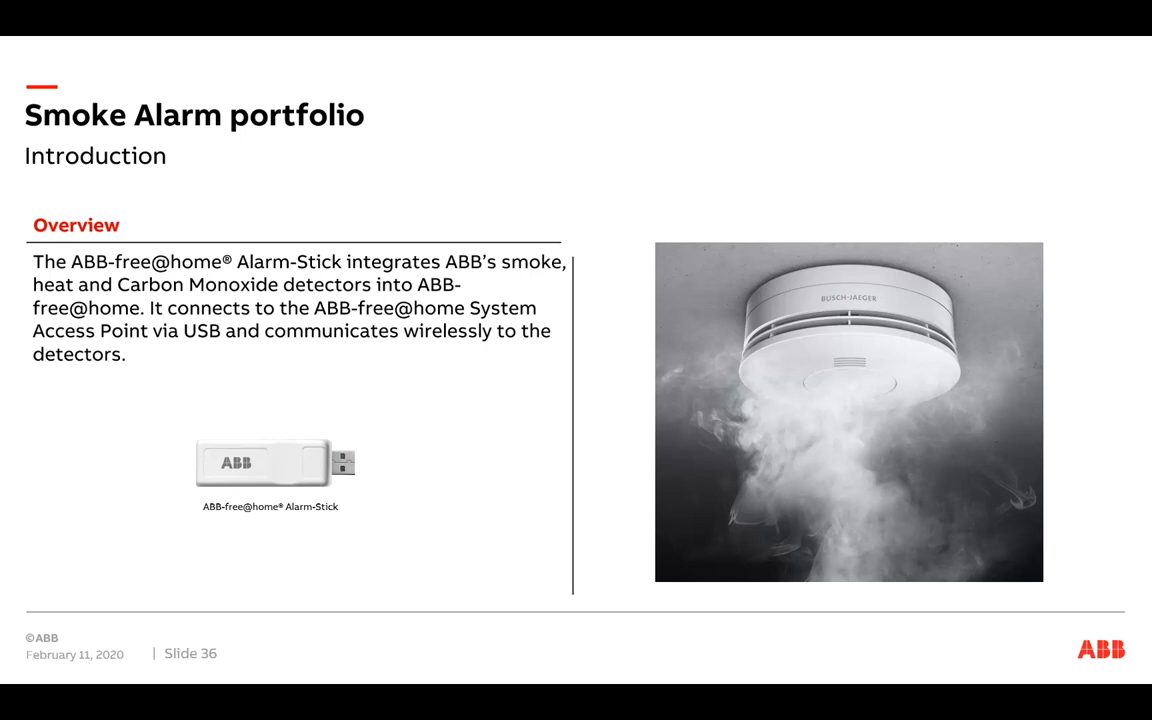 Smoke Alarm portfolio
Introduction
Overview
The ABB-free@home® Alarm-Stick integrates ABB’s smoke,
heat and Carbon Monoxide detectors into ABB-
free@home. It connects to the ABB-free@home System
Access Point via USB and communicates wirelessly to the
detectors.
BUSCH-JAEGER
ABB
ABB-free@home® Alarm-Stick
©ABB
February 11, 2020 | Slide 36
ABB